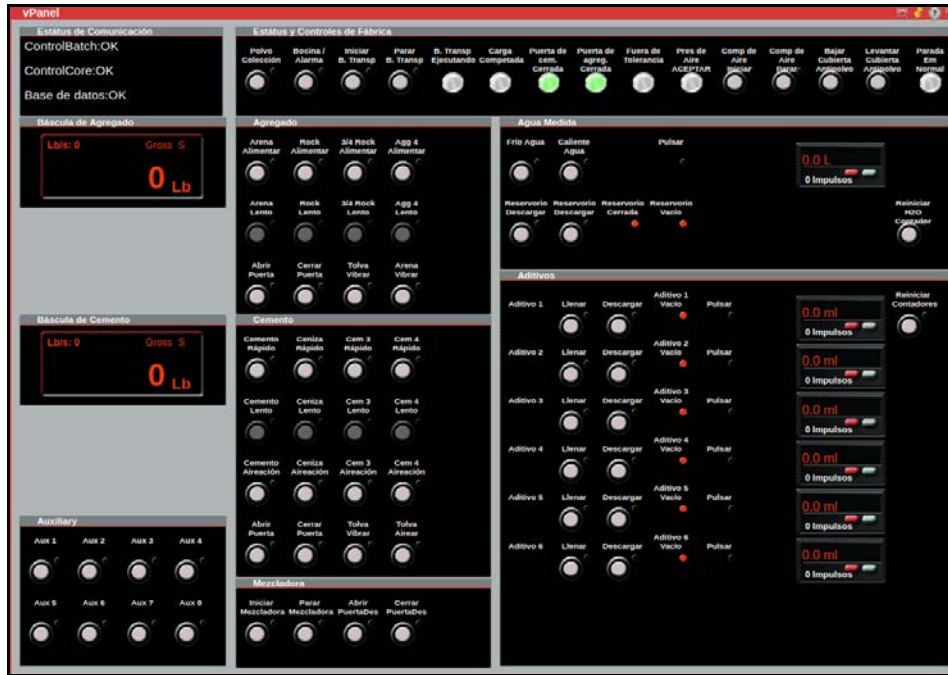 vPanel
Estátus de Comunicación
ControlBatch:OK
ControlCore:OK
Base de datos:OK
Estátus y Controles de Fábrica
Polvo Colección
Bocina / Alarma
Iniciar B. Transp
Parar B. Transp
B. Transp Ejecutando
Carga Competada
Puerta de cem. Cerrada
Puerta de agreg. Cerrada
Fuera de Tolerancia
Pres de Aire ACEPTAR
Comp de Aire Iniciar
Comp de Aire Parar
Bajar Cubierta Antipolvo
Levantar Cubierta Antipolvo
Parada Em Normal
Báscula de Agregado
Lb/s: 0 Gross S
0 Lb
Agregado
Arena Alimentar
Rock Alimentar
3/4 Rock Alimentar
Agg 4 Alimentar
Arena Lento
Rock Lento
3/4 Rock Lento
Agg 4 Lento
Abrir Puerta
Cerrar Puerta
Tolva Vibrar
Arena Vibrar
Agua Medida
Frío Agua
Caliente Agua
Pulsar
0.0 L
0 Impulsos
Reservorio Descargar
Reservorio Descargar
Reservorio Cerrada
Reservorio Vacío
Reiniciar H2O Contador
Báscula de Cemento
Lb/s: 0 Gross S
0 Lb
Cemento
Cemento Rápido
Ceniza Rápido
Cem 3 Rápido
Cem 4 Rápido
Cemento Lento
Ceniza Lento
Cem 3 Lento
Cem 4 Lento
Cemento Aireación
Ceniza Aireación
Cem 3 Aireación
Cem 4 Aireación
Abrir Puerta
Cerrar Puerta
Tolva Vibrar
Tolva Airear
Aditivos
Aditivo 1 Llenar Descargar Aditivo 1 Vacío Pulsar
0.0 ml
0 Impulsos
Reiniciar Contadores
Aditivo 2 Llenar Descargar Aditivo 2 Vacío Pulsar
0.0 ml
0 Impulsos
Aditivo 3 Llenar Descargar Aditivo 3 Vacío Pulsar
0.0 ml
0 Impulsos
Aditivo 4 Llenar Descargar Aditivo 4 Vacío Pulsar
0.0 ml
0 Impulsos
Aditivo 5 Llenar Descargar Aditivo 5 Vacío Pulsar
0.0 ml
0 Impulsos
Aditivo 6 Llenar Descargar Aditivo 6 Vacío Pulsar
0.0 ml
0 Impulsos
Auxiliary
Aux 1 Aux 2 Aux 3 Aux 4
Aux 5 Aux 6 Aux 7 Aux 8
Mezcladora
Iniciar Mezcladora
Parar Mezcladora
Abrir PuertaDes
Cerrar PuertaDes